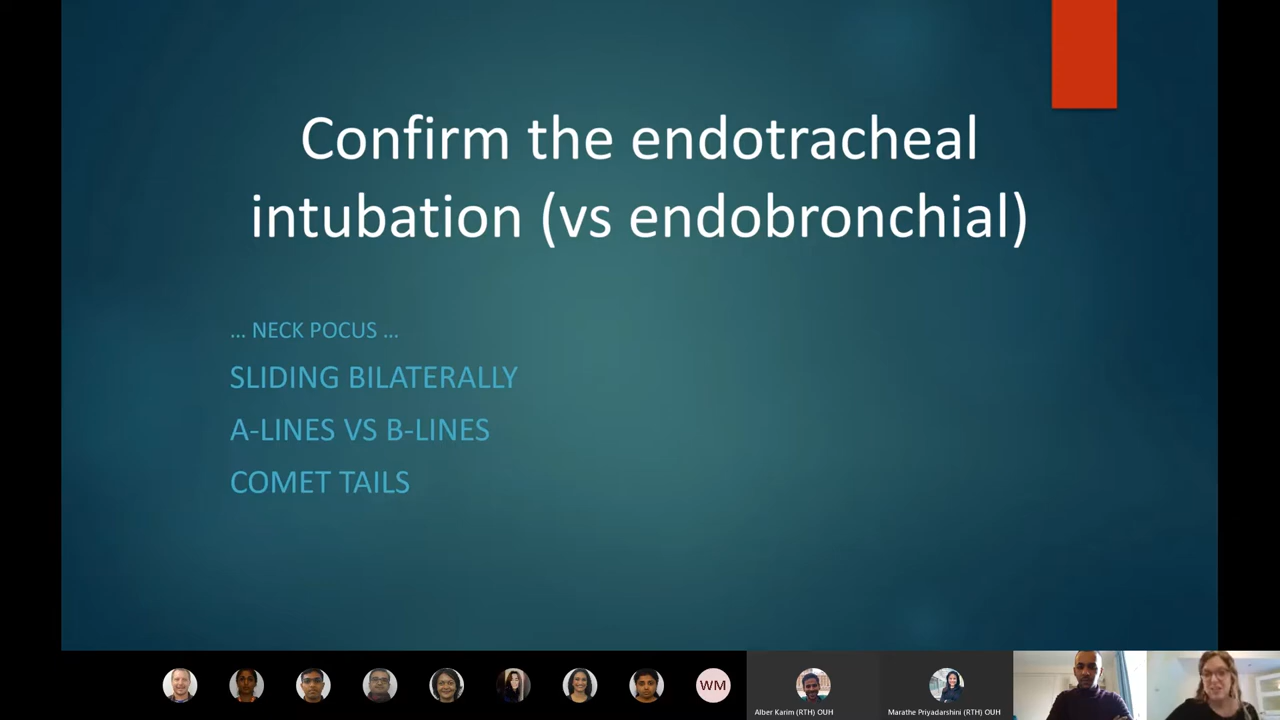 Confirm the endotracheal
intubation (vs endobronchial)
... NECK POCUS ...
SLIDING BILATERALLY
A-LINES VS B-LINES
COMET TAILS
WM
Alber Karim (RTH) OUH
Marathe Priyadarshini (RTH) OUH